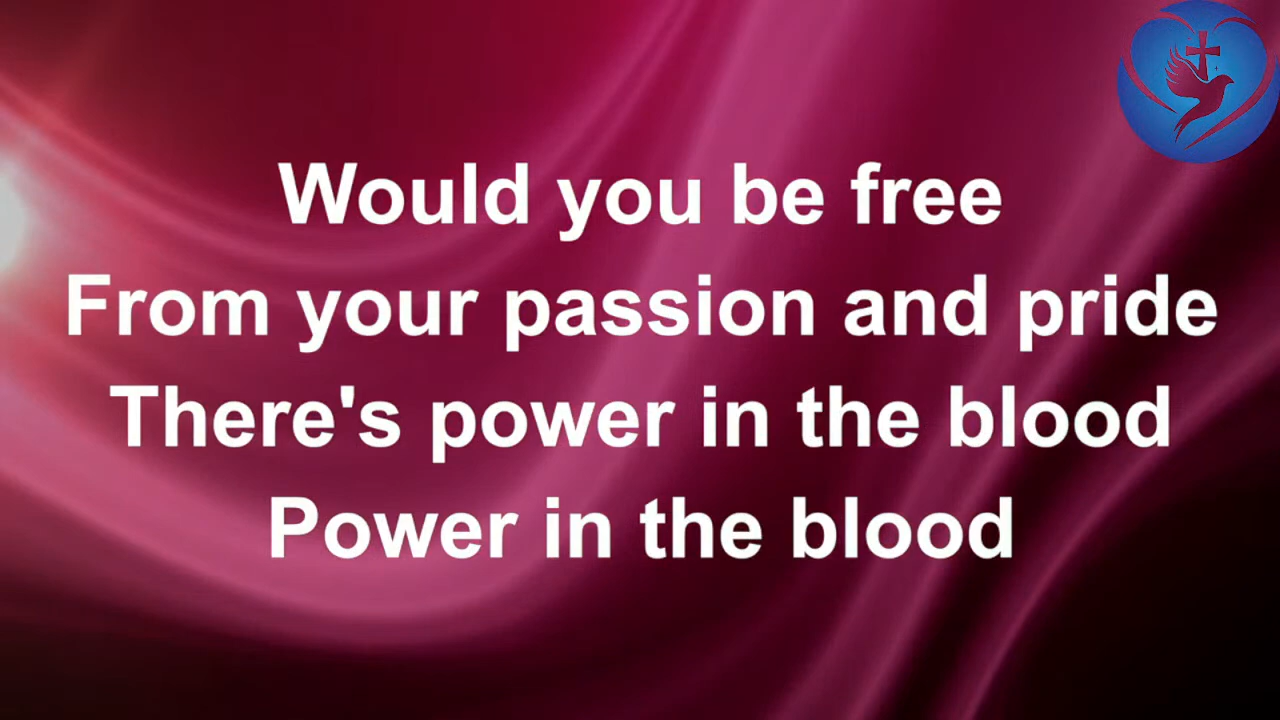 Would you be free
From your passion and pride
There's power in the blood
Power in the blood